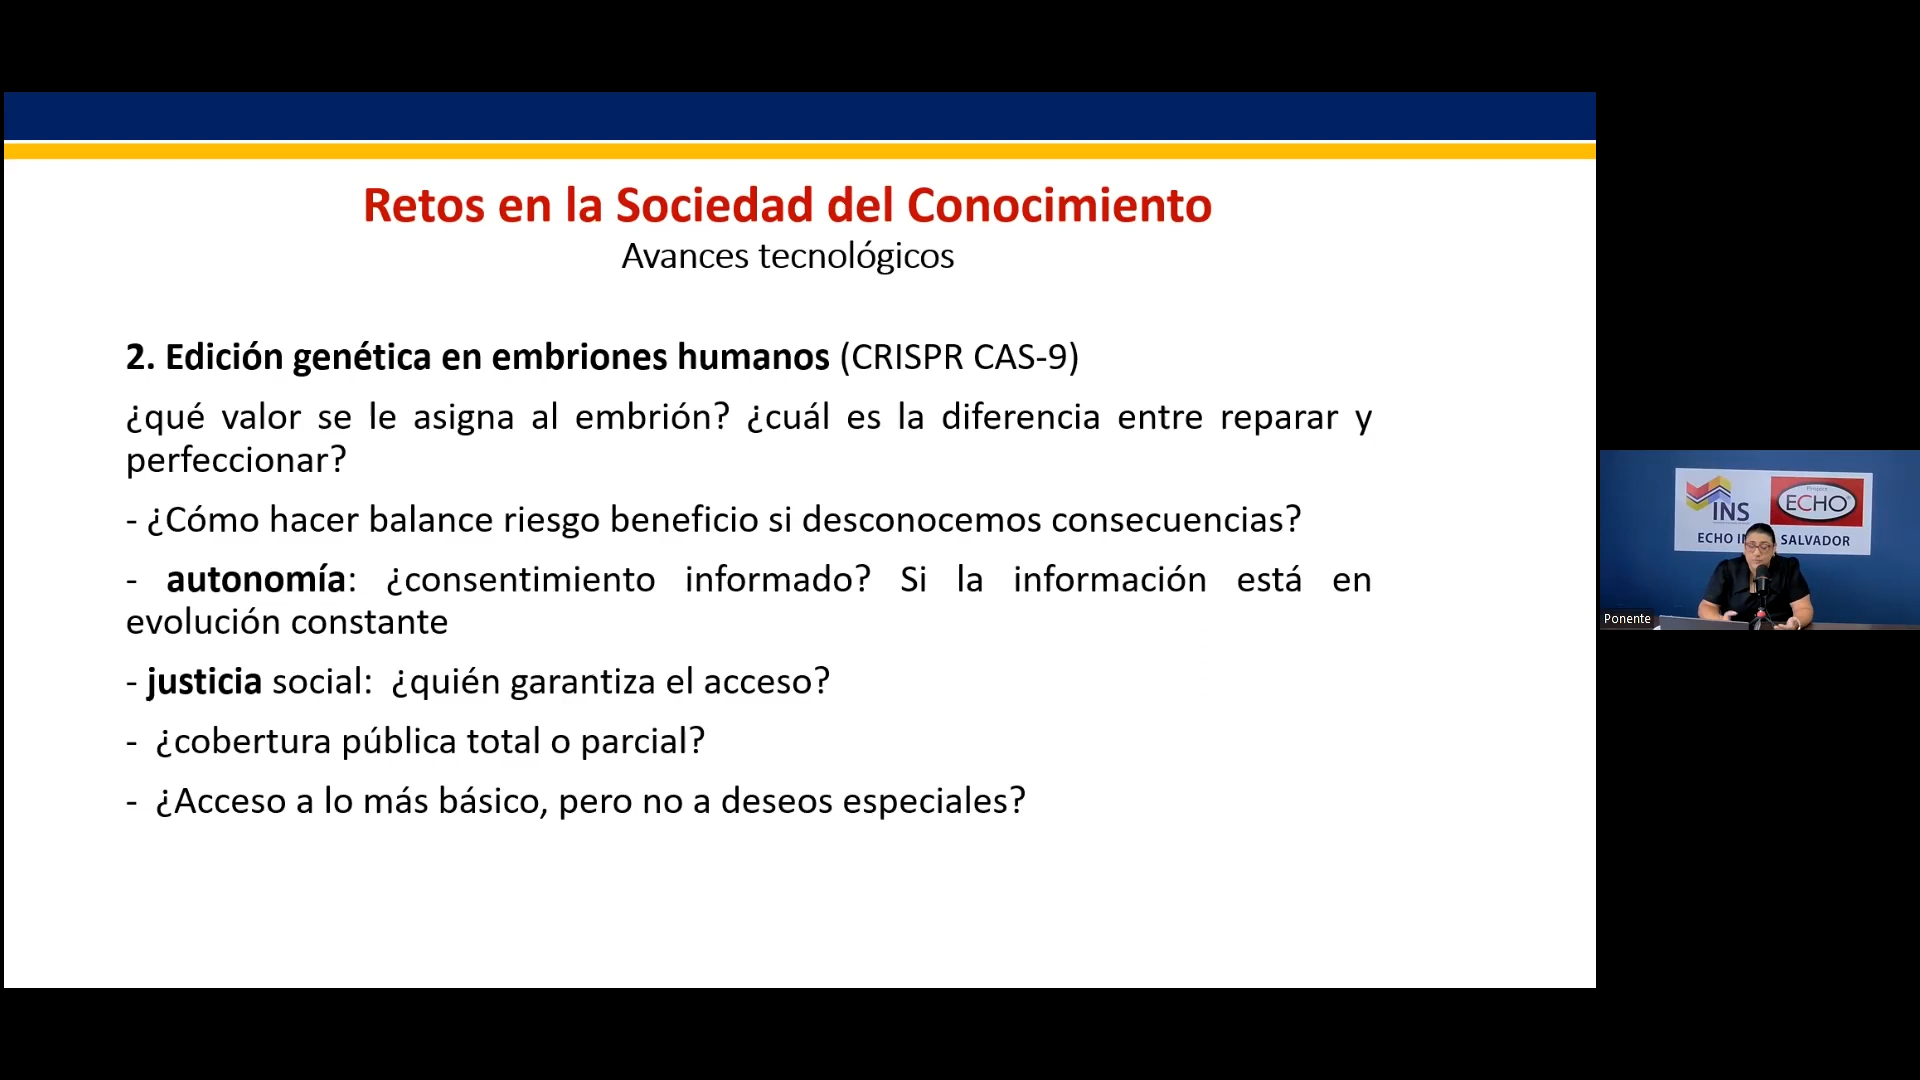 Retos en la Sociedad del Conocimiento
Avances tecnológicos
2. Edición genética en embriones humanos (CRISPR CAS-9)
¿qué valor se le asigna al embrión? ¿cuál es la diferencia entre reparar y
perfeccionar?
- ¿Cómo hacer balance riesgo beneficio si desconocemos consecuencias?
- autonomía: ¿consentimiento informado? Si la información está en
evolución constante
- justicia social: ¿quién garantiza el acceso?
- ¿cobertura pública total o parcial?
- ¿Acceso a lo más básico, pero no a deseos especiales?
INS
Project
ECHO
ECHO IN SALVADOR
Ponente